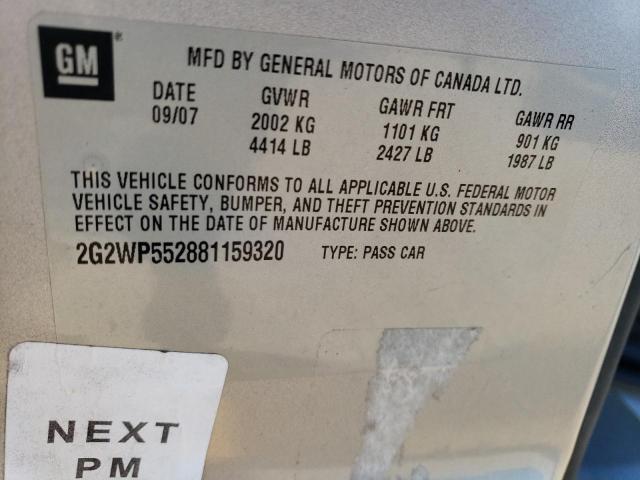 GM
MFD BY GENERAL MOTORS OF CANADA LTD.
DATE GVWR GAWR FRT GAWR RR
09/07 2002 KG 1101 KG 901 KG
4414 LB 2427 LB 1987 LB
THIS VEHICLE CONFORMS TO ALL APPLICABLE U.S. FEDERAL MOTOR
VEHICLE SAFETY, BUMPER, AND THEFT PREVENTION STANDARDS IN
EFFECT ON THE DATE OF MANUFACTURE SHOWN ABOVE.
2G2WP552881159320 TYPE: PASS CAR
NEXT
PM